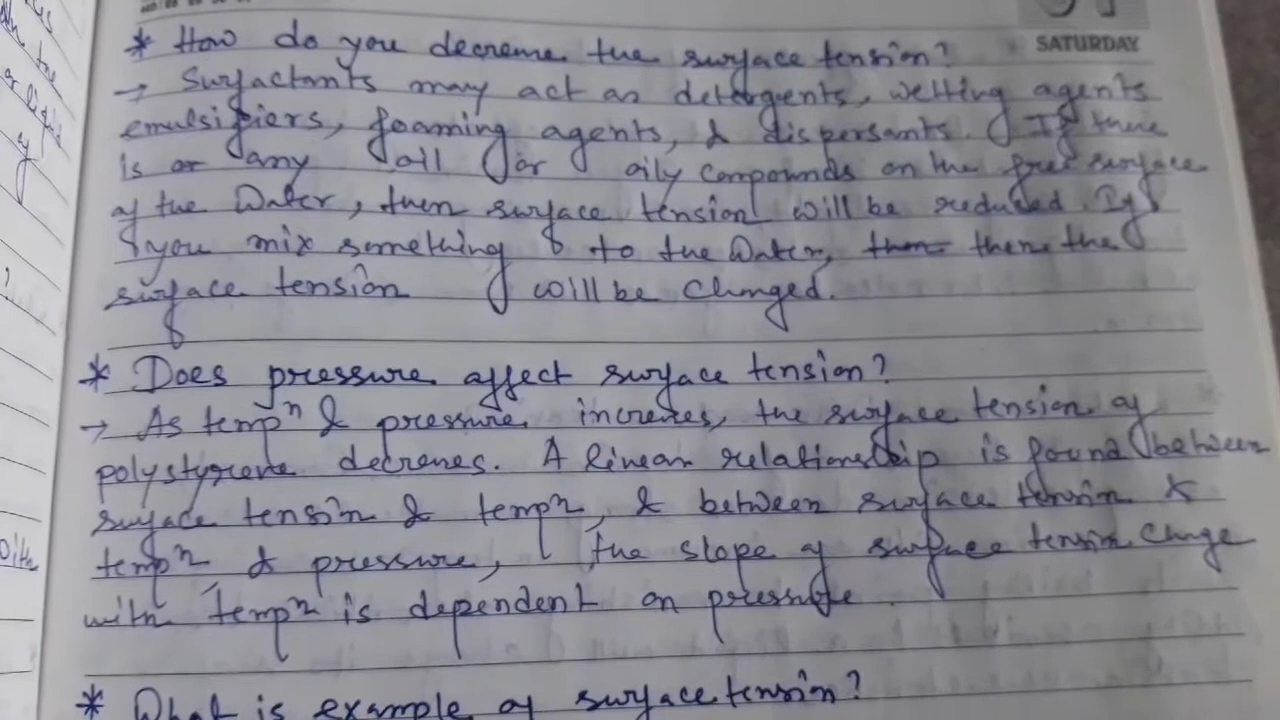 SATURDAY
* How do you decrease the surface tension?
→ Surfactants may act as detergents, wetting agents
emulsifiers, foaming agents, & dispersants. If there
is or any oil or oily compounds on the free surface
of the Water, then surface tension will be reduced. If
you mix something to the water, then the
surface tension will be changed.
* Does pressure affect surface tension?
→ As tempⁿ & pressure increases, the surface tension of
polystyrene decreases. A linear relationship is found between
surface tension & tempⁿ, & between surface tension &
tempⁿ & pressure, the slope of surface tension change
with tempⁿ is dependent on pressure.
* What is example of surface tension?